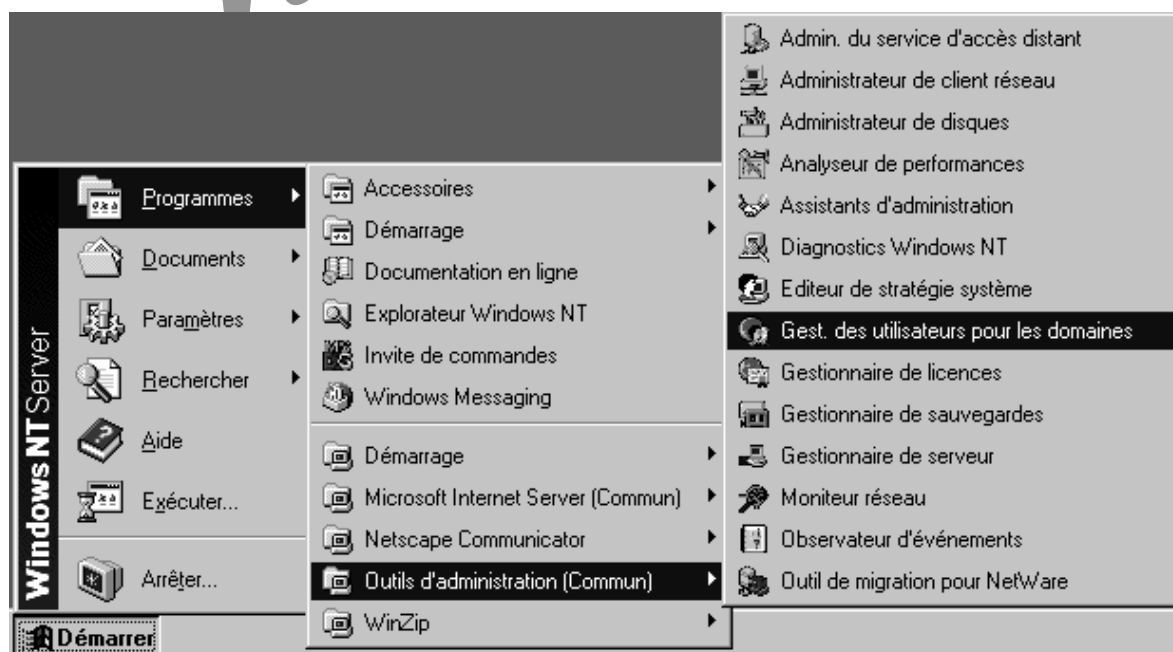 Windows NT Server
Programmes
Documents
Paramètres
Rechercher
Aide
Exécuter...
Arrêter...
Démarrer
Accessoires
Démarrage
Documentation en ligne
Explorateur Windows NT
Invite de commandes
Windows Messaging
Démarrage
Microsoft Internet Server (Commun)
Netscape Communicator
Outils d'administration (Commun)
WinZip
Admin. du service d'accès distant
Administrateur de client réseau
Administrateur de disques
Analyseur de performances
Assistants d'administration
Diagnostics Windows NT
Editeur de stratégie système
Gest. des utilisateurs pour les domaines
Gestionnaire de licences
Gestionnaire de sauvegardes
Gestionnaire de serveur
Moniteur réseau
Observateur d'événements
Outil de migration pour NetWare